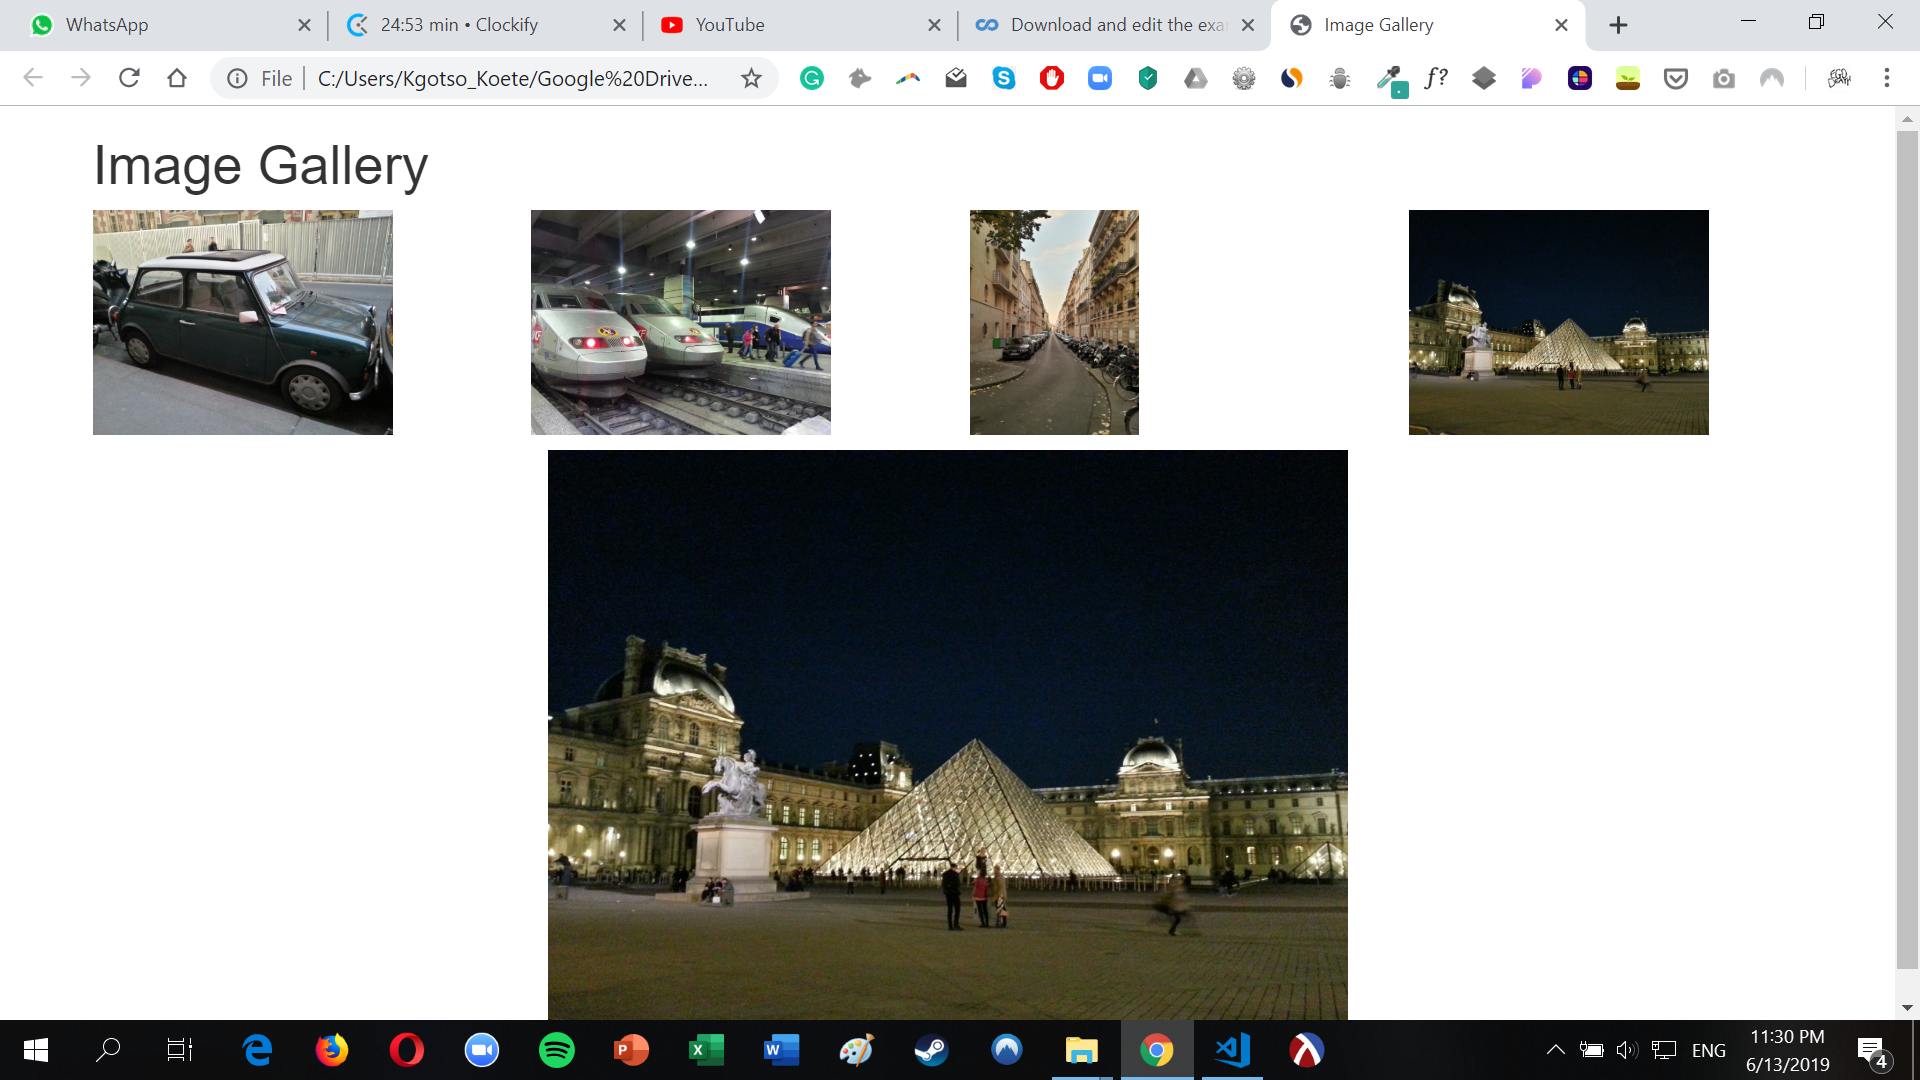 WhatsApp
24:53 min • Clockify
YouTube
Download and edit the exa
Image Gallery
File
C:/Users/Kgotso_Koete/Google%20Drive...
f?
Image Gallery
ENG
11:30 PM
6/13/2019
4